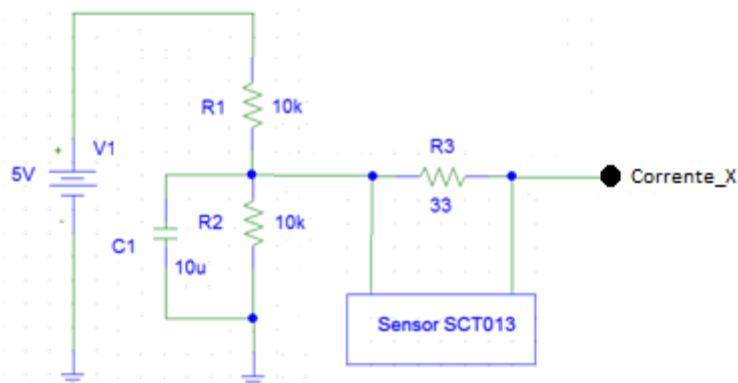 R1
10k
+
V1
5V
-
R3
33
Corrente_X
R2
10k
C1
10u
Sensor SCT013